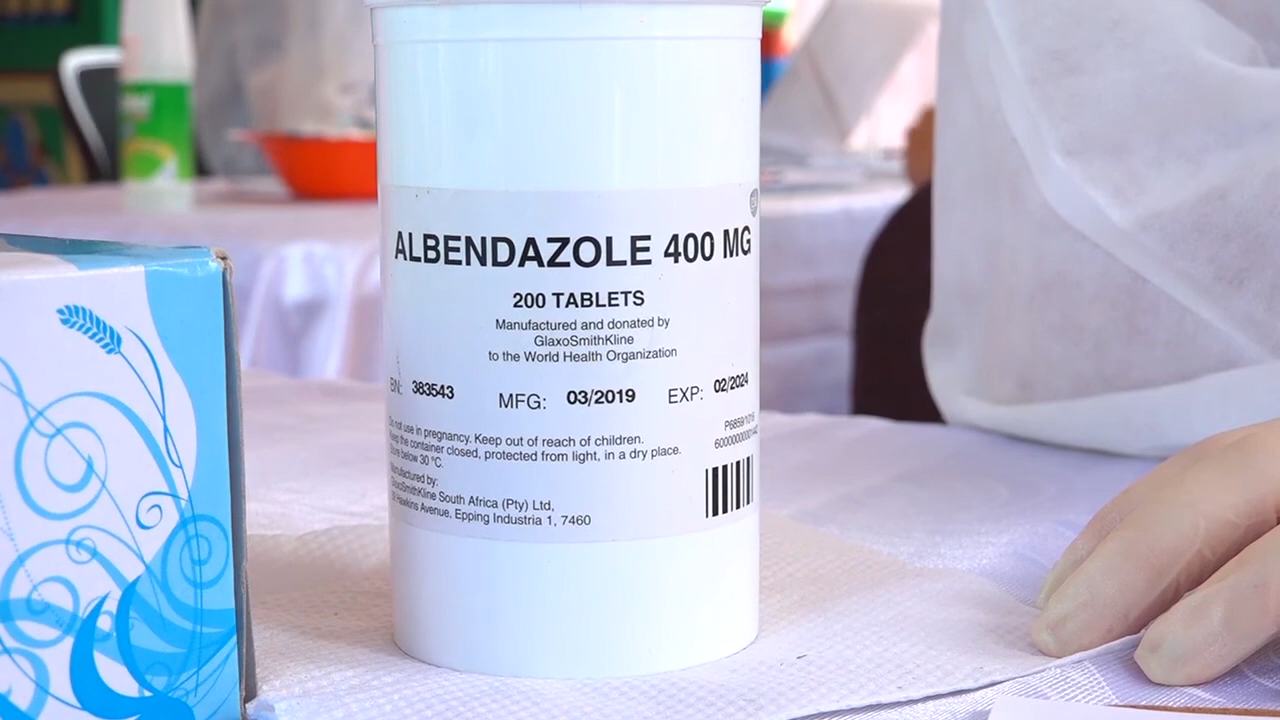 ALBENDAZOLE 400 MG
200 TABLETS
Manufactured and donated by
GlaxoSmithKline
to the World Health Organization
BN: 383543 MFG: 03/2019 EXP: 02/2024
Do not use in pregnancy. Keep out of reach of children.
Keep the container closed, protected from light, in a dry place.
Store below 30 °C.
Manufactured by:
GlaxoSmithKline South Africa (Pty) Ltd,
Hawkins Avenue, Epping Industria 1, 7460